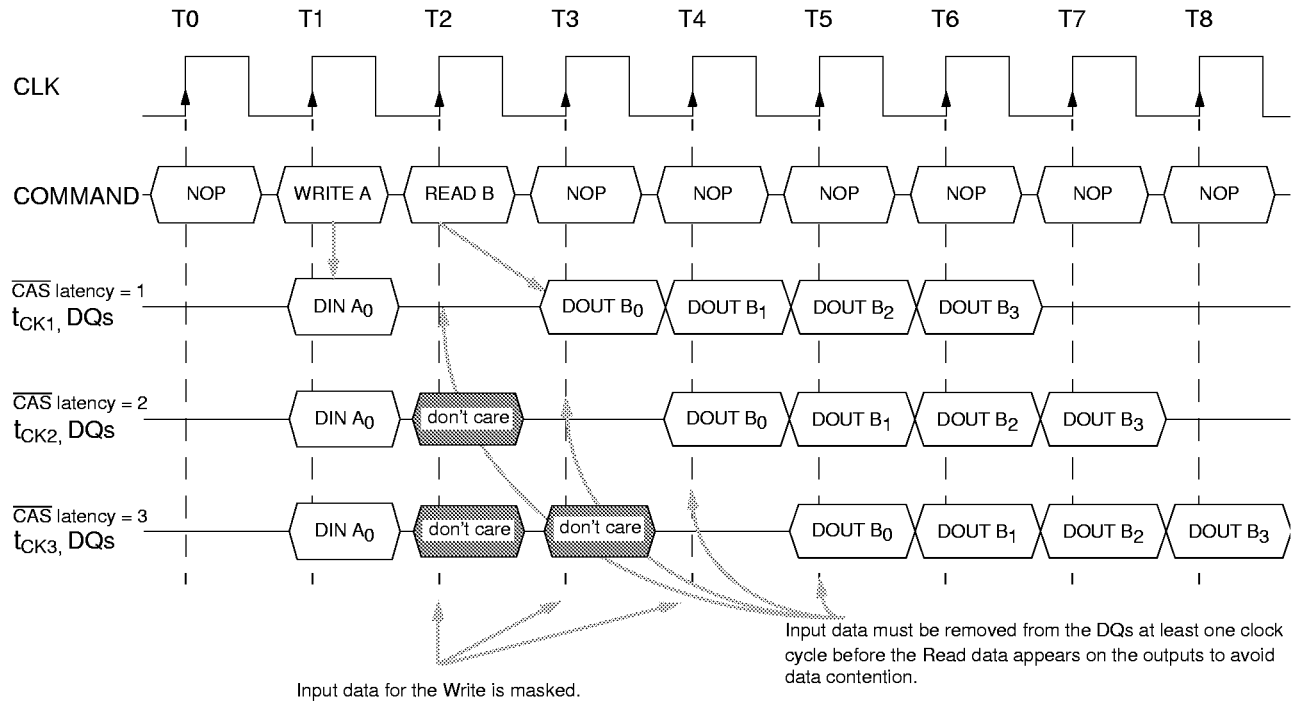 T0 T1 T2 T3 T4 T5 T6 T7 T8
CLK
COMMAND NOP WRITE A READ B NOP NOP NOP NOP NOP NOP
CAS latency = 1
tCK1, DQs DIN A0 DOUT B0 DOUT B1 DOUT B2 DOUT B3
CAS latency = 2
tCK2, DQs DIN A0 don't care DOUT B0 DOUT B1 DOUT B2 DOUT B3
CAS latency = 3
tCK3, DQs DIN A0 don't care don't care DOUT B0 DOUT B1 DOUT B2 DOUT B3
Input data must be removed from the DQs at least one clock
cycle before the Read data appears on the outputs to avoid
data contention.
Input data for the Write is masked.